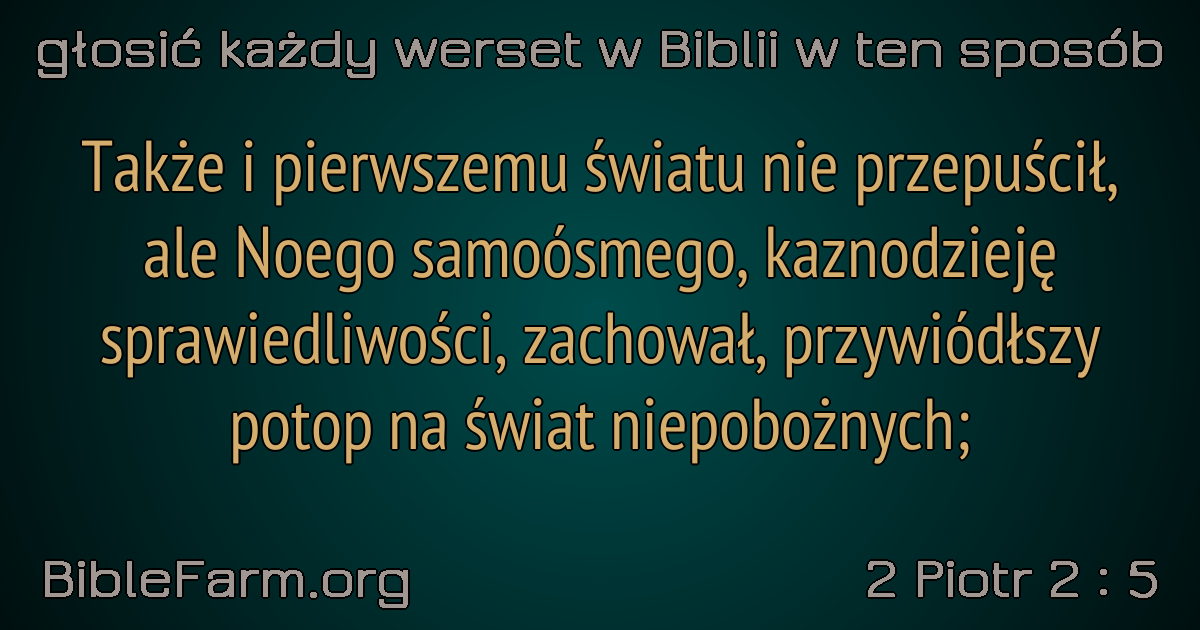 głosić każdy werset w Biblii w ten sposób
Także i pierwszemu światu nie przepuścił,
ale Noego samoósmego, kaznodzieję
sprawiedliwości, zachował, przywiódłszy
potop na świat niepobożnych;
BibleFarm.org
2 Piotr 2 : 5